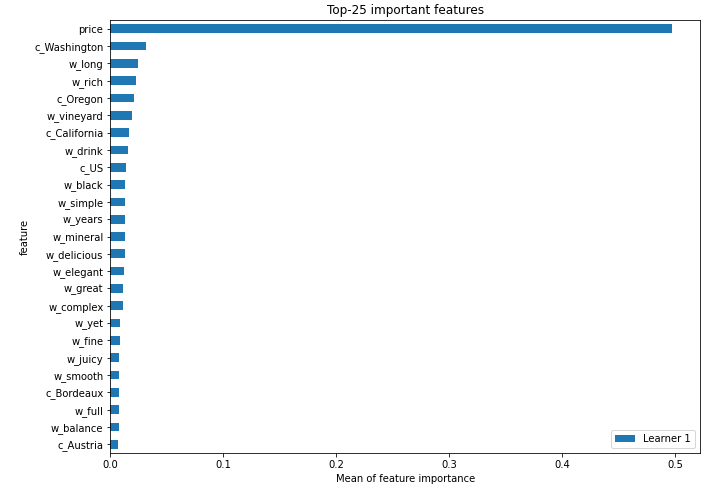 Top-25 important features
price
c_Washington
w_long
w_rich
c_Oregon
w_vineyard
c_California
w_drink
c_US
w_black
w_simple
w_years
w_mineral
w_delicious
w_elegant
w_great
w_complex
w_yet
w_fine
w_juicy
w_smooth
c_Bordeaux
w_full
w_balance
c_Austria
feature
Learner 1
0.0 0.1 0.2 0.3 0.4 0.5
Mean of feature importance